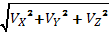 √(V_X² + V_Y² + V_Z²)